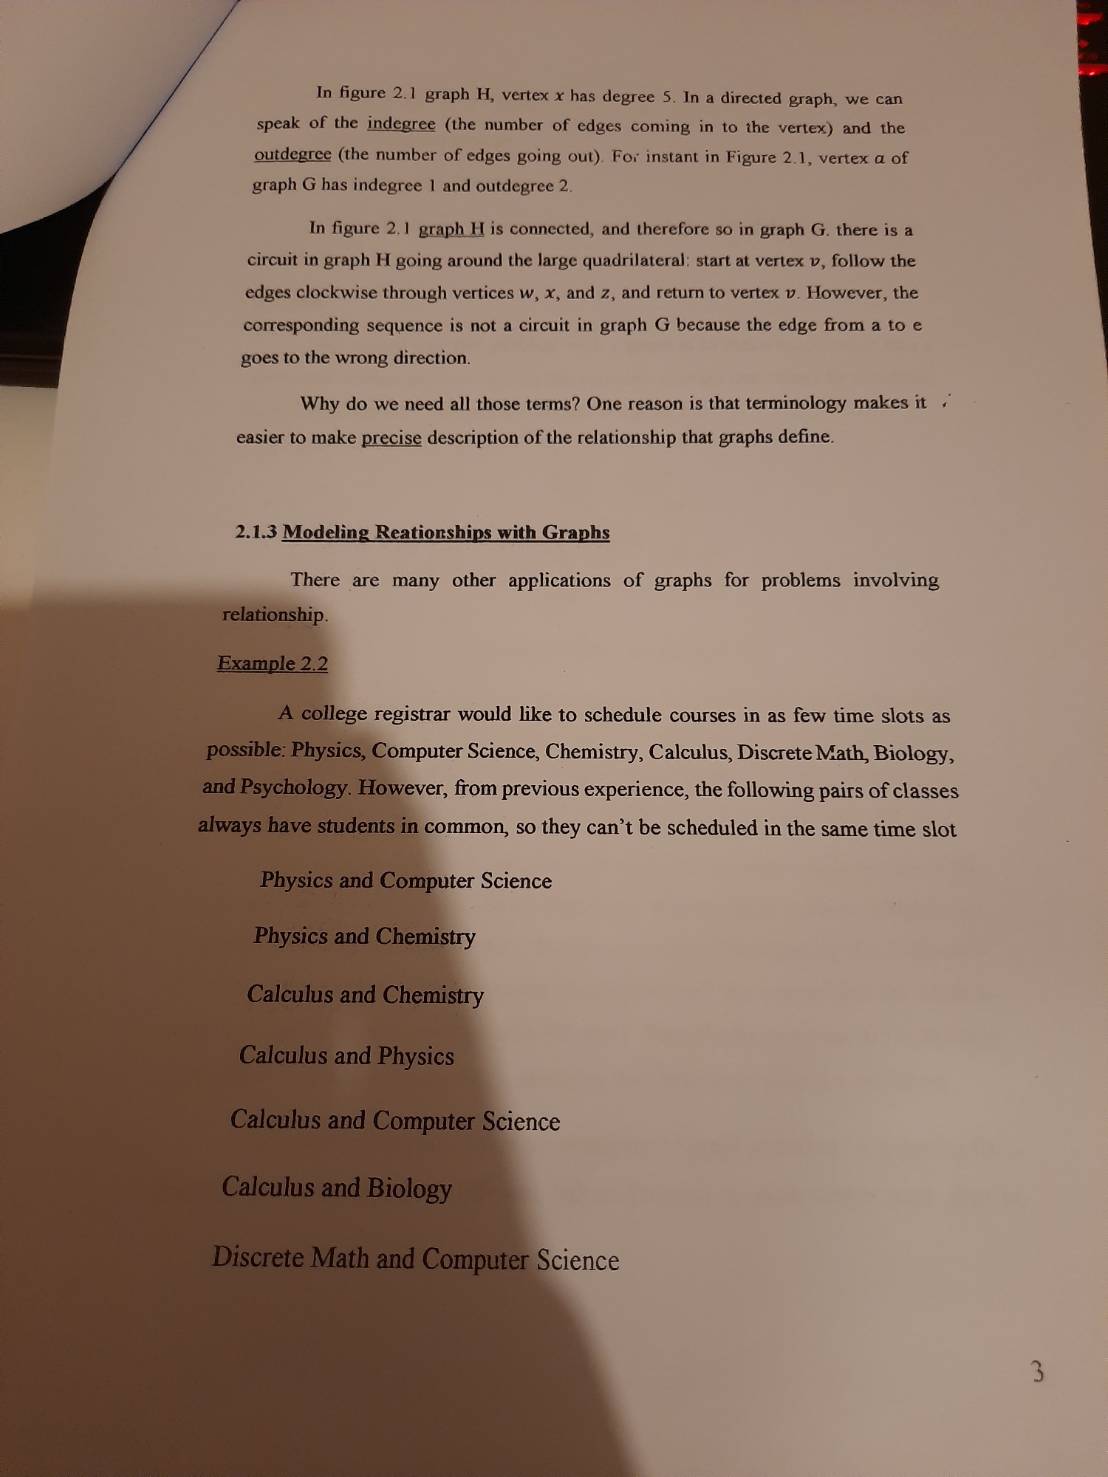 In figure 2.1 graph H, vertex x has degree 5. In a directed graph, we can
speak of the indegree (the number of edges coming in to the vertex) and the
outdegree (the number of edges going out). For instant in Figure 2.1, vertex a of
graph G has indegree 1 and outdegree 2.
In figure 2.1 graph H is connected, and therefore so in graph G. there is a
circuit in graph H going around the large quadrilateral: start at vertex v, follow the
edges clockwise through vertices w, x, and z, and return to vertex v. However, the
corresponding sequence is not a circuit in graph G because the edge from a to e
goes to the wrong direction.
Why do we need all those terms? One reason is that terminology makes it
easier to make precise description of the relationship that graphs define.
2.1.3 Modeling Reationships with Graphs
There are many other applications of graphs for problems involving
relationship.
Example 2.2
A college registrar would like to schedule courses in as few time slots as
possible: Physics, Computer Science, Chemistry, Calculus, Discrete Math, Biology,
and Psychology. However, from previous experience, the following pairs of classes
always have students in common, so they can't be scheduled in the same time slot
Physics and Computer Science
Physics and Chemistry
Calculus and Chemistry
Calculus and Physics
Calculus and Computer Science
Calculus and Biology
Discrete Math and Computer Science
3